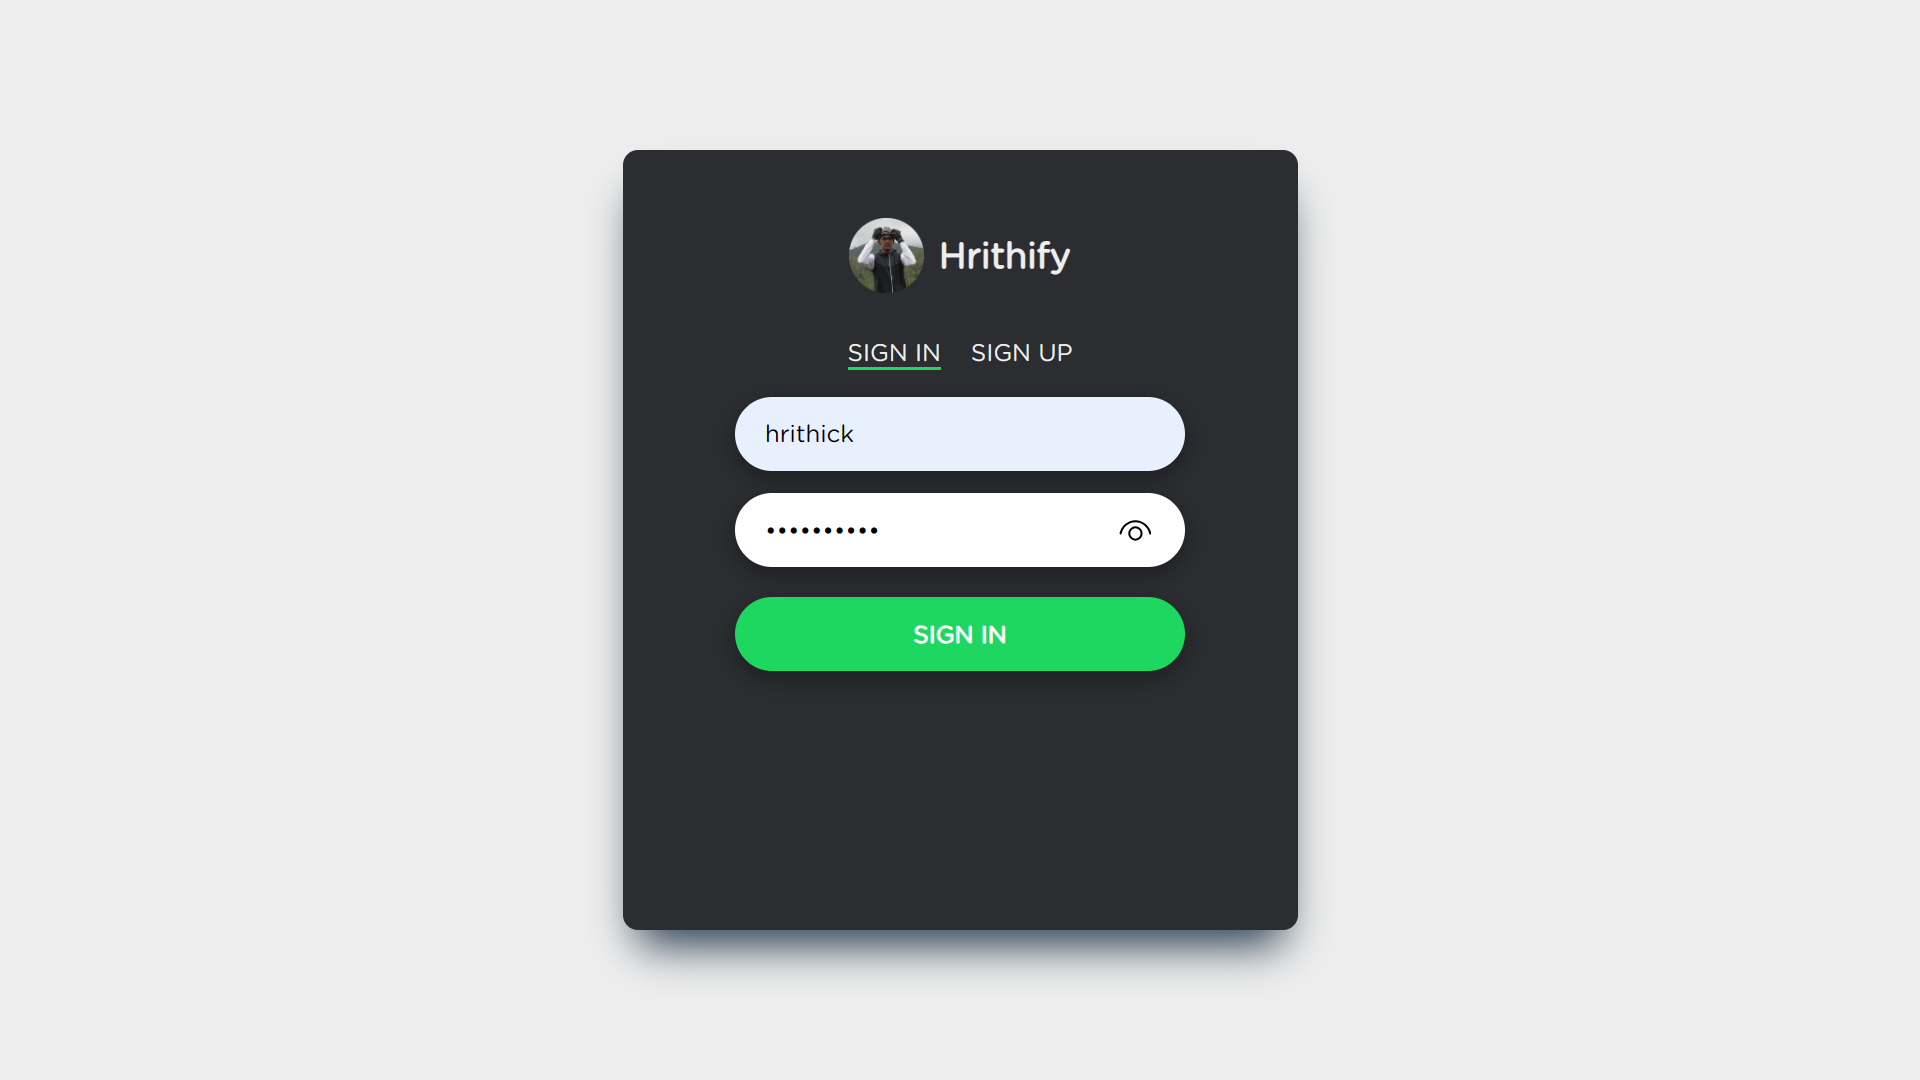 Hrithify
SIGN IN SIGN UP
hrithick
••••••••••
SIGN IN